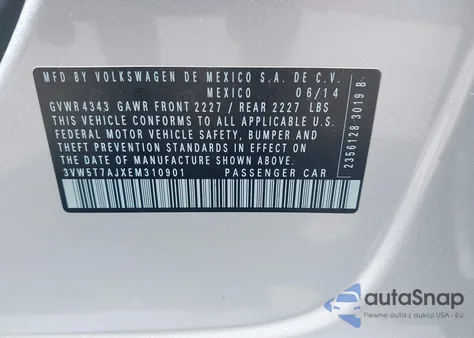 MFD BY VOLKSWAGEN DE MEXICO S.A. DE C.V.
MEXICO 06/14
GVWR 4343 GAWR FRONT 2227 / REAR 2227 LBS
THIS VEHICLE CONFORMS TO ALL APPLICABLE U.S.
FEDERAL MOTOR VEHICLE SAFETY, BUMPER AND
THEFT PREVENTION STANDARDS IN EFFECT ON
THE DATE OF MANUFACTURE SHOWN ABOVE
3VW5T7AJXEM310901 PASSENGER CAR
2356128 3019 B
autoSnap
Pewne auta z aukcji USA i EU